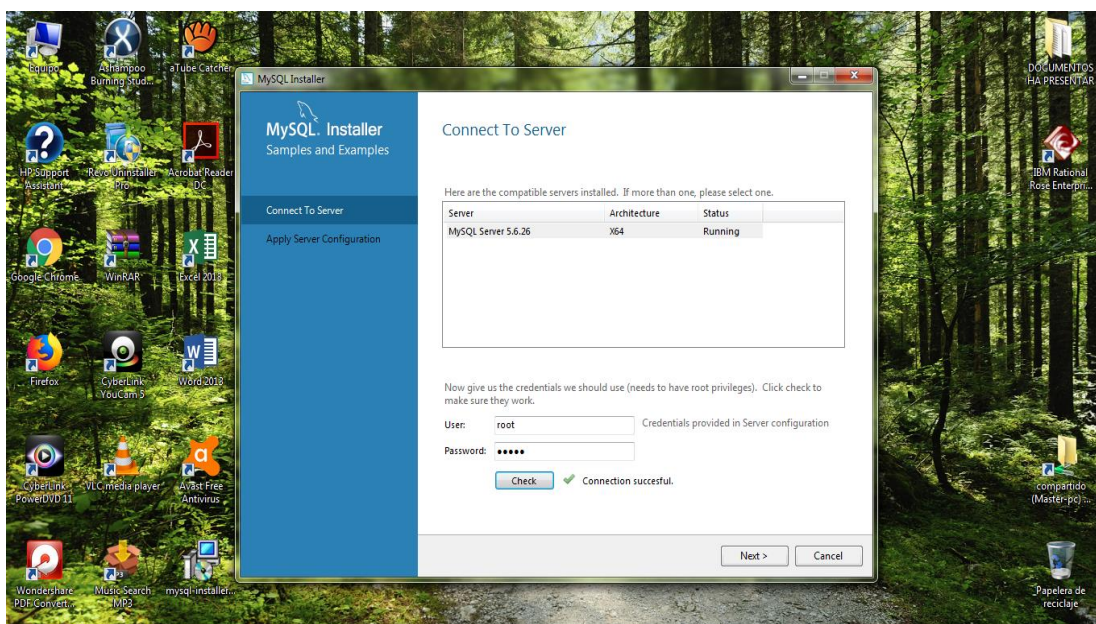 Equipo
Ashampoo
Burning Stud...
aTube Catcher
HP Support
Assistant
Revo Uninstaller
Pro
Acrobat Reader
DC
Google Chrome
WinRAR
Excel 2013
Firefox
CyberLink
YouCam 5
Word 2013
CyberLink
PowerDVD 11
VLC media player
Avast Free
Antivirus
Wondershare
PDF Convert...
Music Search
MP3
mysql-installer...
MySQL Installer
MySQL. Installer
Samples and Examples
Connect To Server
Apply Server Configuration
Connect To Server
Here are the compatible servers installed. If more than one, please select one.
Server Architecture Status
MySQL Server 5.6.26 X64 Running
Now give us the credentials we should use (needs to have root privileges). Click check to
make sure they work.
User: root Credentials provided in Server configuration
Password: •••••
Check Connection succesful.
Next > Cancel
DOCUMENTOS
HA PRESENTAR
IBM Rational
Rose Enterpri...
compartido
(Master-pc) ...
Papelera de
reciclaje